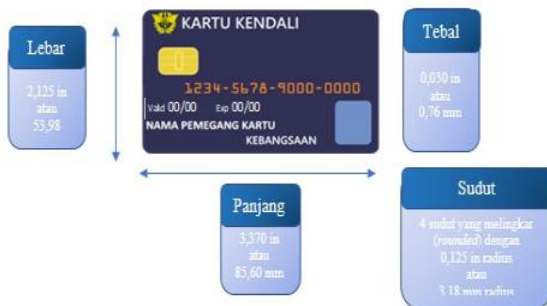 Lebar
2,125 in
atau
53,98
KARTU KENDALI
1234-5678-9000-0000
Valid 00/00 Exp 00/00
NAMA PEMEGANG KARTU
KEBANGSAAN
Tebal
0,030 in
atau
0,76 mm
Panjang
3,370 in
atau
85,60 mm
Sudut
4 sudut yang melingkar
(rounded) dengan
0,125 in radius
atau
3,18 mm radius